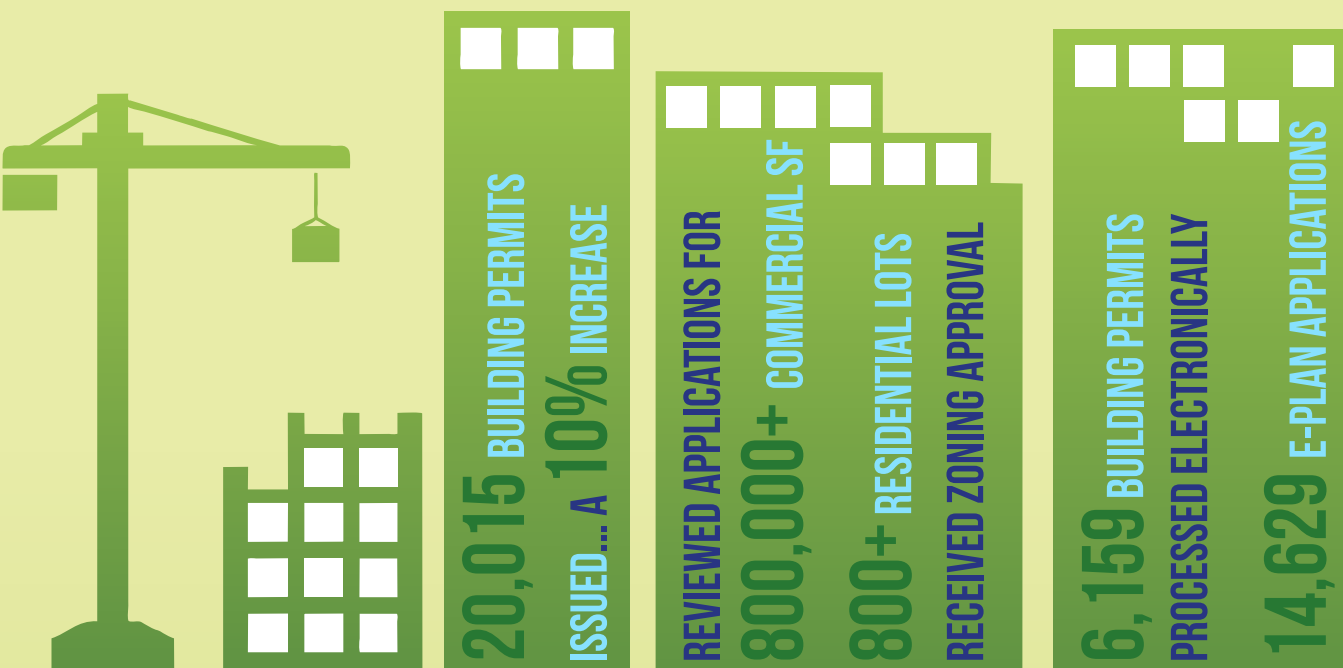 20,015 BUILDING PERMITS
ISSUED... A 10% INCREASE
REVIEWED APPLICATIONS FOR
800,000+ COMMERCIAL SF
800+ RESIDENTIAL LOTS
RECEIVED ZONING APPROVAL
6,159 BUILDING PERMITS
PROCESSED ELECTRONICALLY
14,629 E-PLAN APPLICATIONS